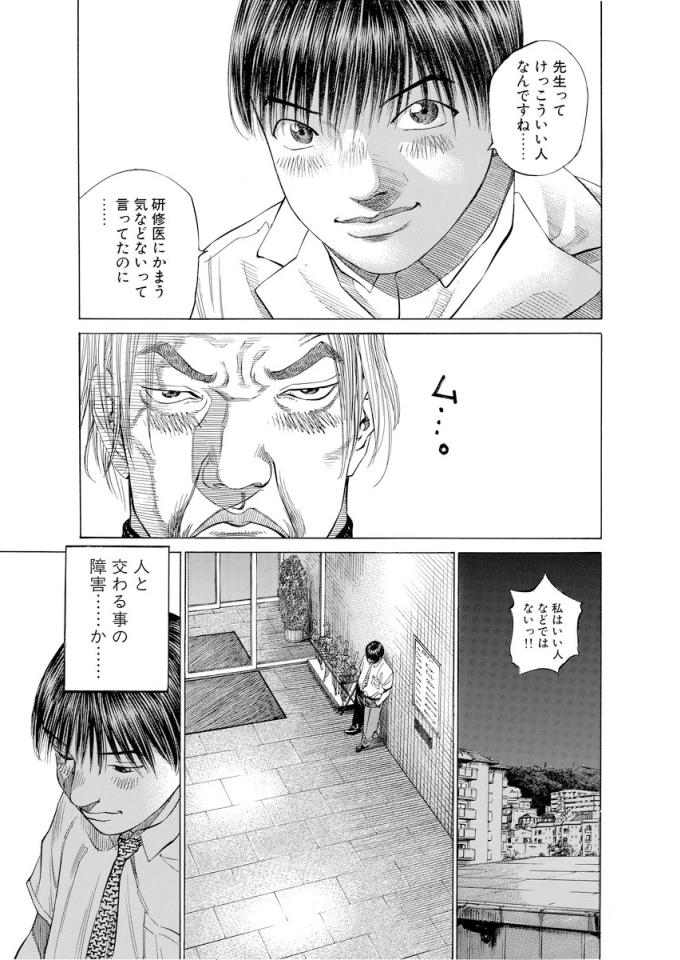 先生って
けっこういい人
なんですね……
研修医にかまう
気などないって
言ってたのに
……
ム…。
私はいい人
などでは
ないっ!!
人と
交わる事の
障害……か……